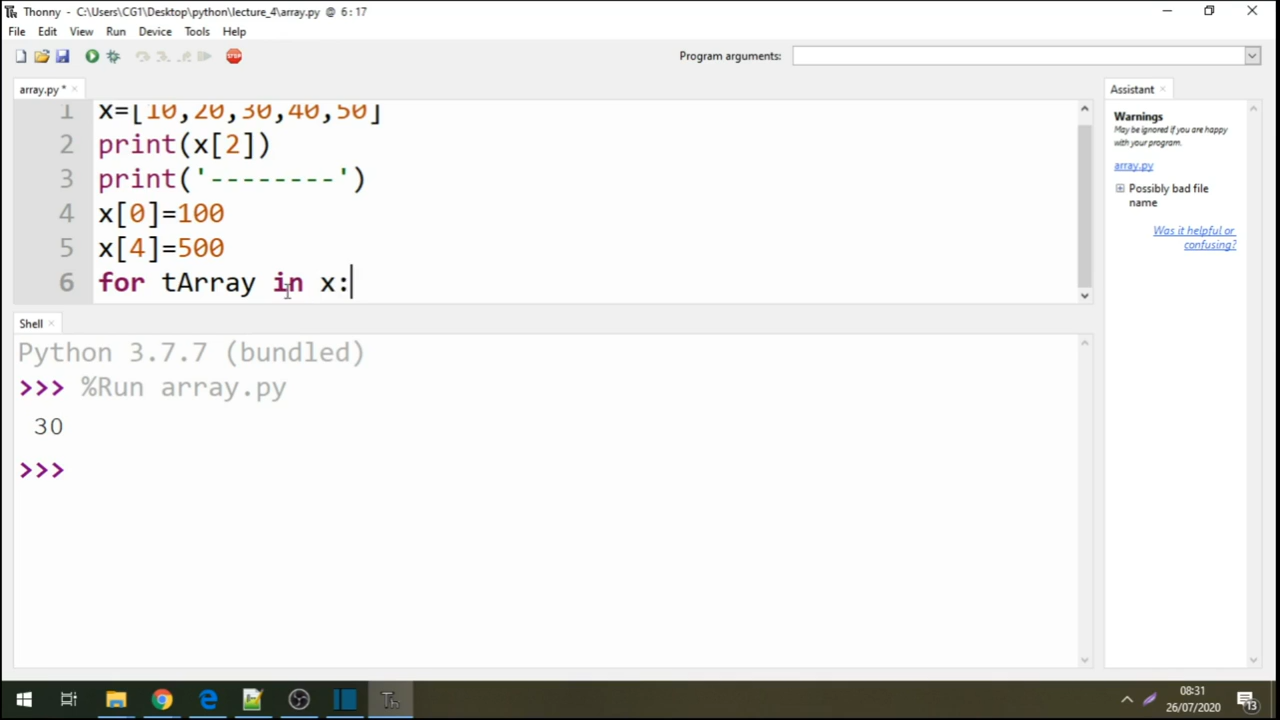 Thonny - C:\Users\CG1\Desktop\python\lecture_4\array.py @ 6 : 17
File Edit View Run Device Tools Help
STOP
Program arguments:
array.py *
1 x=[10,20,30,40,50]
2 print(x[2])
3 print('--------')
4 x[0]=100
5 x[4]=500
6 for tArray in x:
Assistant
Warnings
May be ignored if you are happy
with your program.
array.py
Possibly bad file
name
Was it helpful or
confusing?
Shell
Python 3.7.7 (bundled)
>>> %Run array.py
30
>>>
Th
08:31
26/07/2020
13